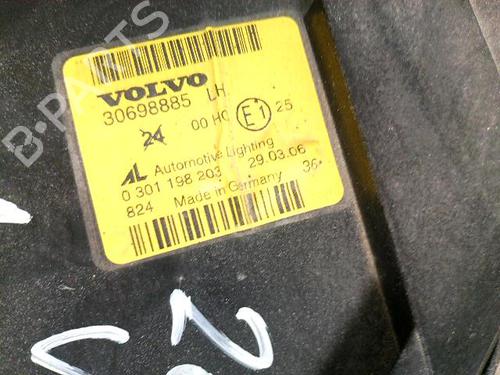 VOLVO
30698885 LH
24 00 HC E1 25
AL Automotive Lighting
0 301 198 203 29.03.06
824 Made in Germany 36
B-PARTS